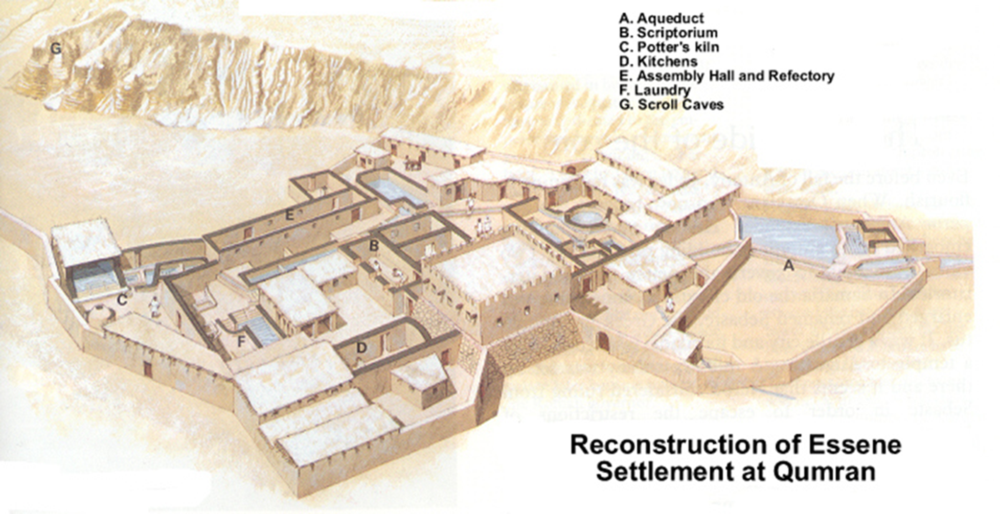 A. Aqueduct
B. Scriptorium
C. Potter's kiln
D. Kitchens
E. Assembly Hall and Refectory
F. Laundry
G. Scroll Caves
G
E
B
A
C
F
D
Reconstruction of Essene
Settlement at Qumran